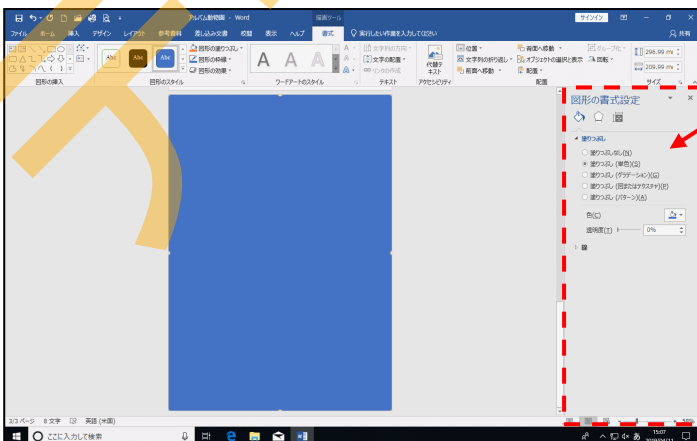 アルバム動物園 - Word
描画ツール
サインイン
ファイル ホーム 挿入 デザイン レイアウト 参考資料 差し込み文書 校閲 表示 ヘルプ 書式 実行したい作業を入力してください
共有
Abc Abc Abc
図形の塗りつぶし
図形の枠線
図形の効果
A A A
文字列の方向
文字の配置
リンクの作成
代替テキスト
位置
文字列の折り返し
前面へ移動
背面へ移動
オブジェクトの選択と表示
配置
グループ化
回転
296.99 mi
209.99 mi
図形の挿入 図形のスタイル ワードアートのスタイル テキスト アクセシビリティ 配置 サイズ
図形の書式設定
塗りつぶし
塗りつぶしなし(N)
塗りつぶし (単色)(S)
塗りつぶし (グラデーション)(G)
塗りつぶし (図またはテクスチャ)(P)
塗りつぶし (パターン)(A)
色(C)
透明度(T) 0%
線
3/3 ページ 8 文字 英語 (米国)
ここに入力して検索
あ 15:07